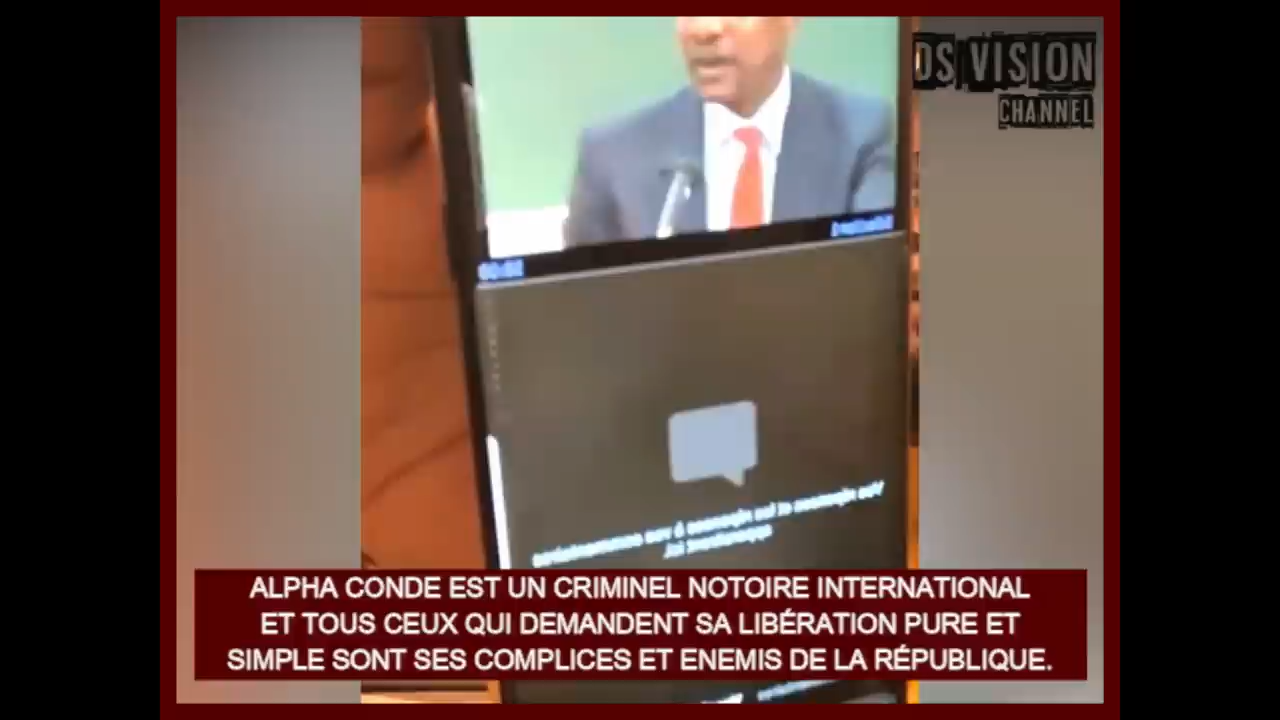 DS VISION
CHANNEL
ALPHA CONDE EST UN CRIMINEL NOTOIRE INTERNATIONAL
ET TOUS CEUX QUI DEMANDENT SA LIBÉRATION PURE ET
SIMPLE SONT SES COMPLICES ET ENEMIS DE LA RÉPUBLIQUE.